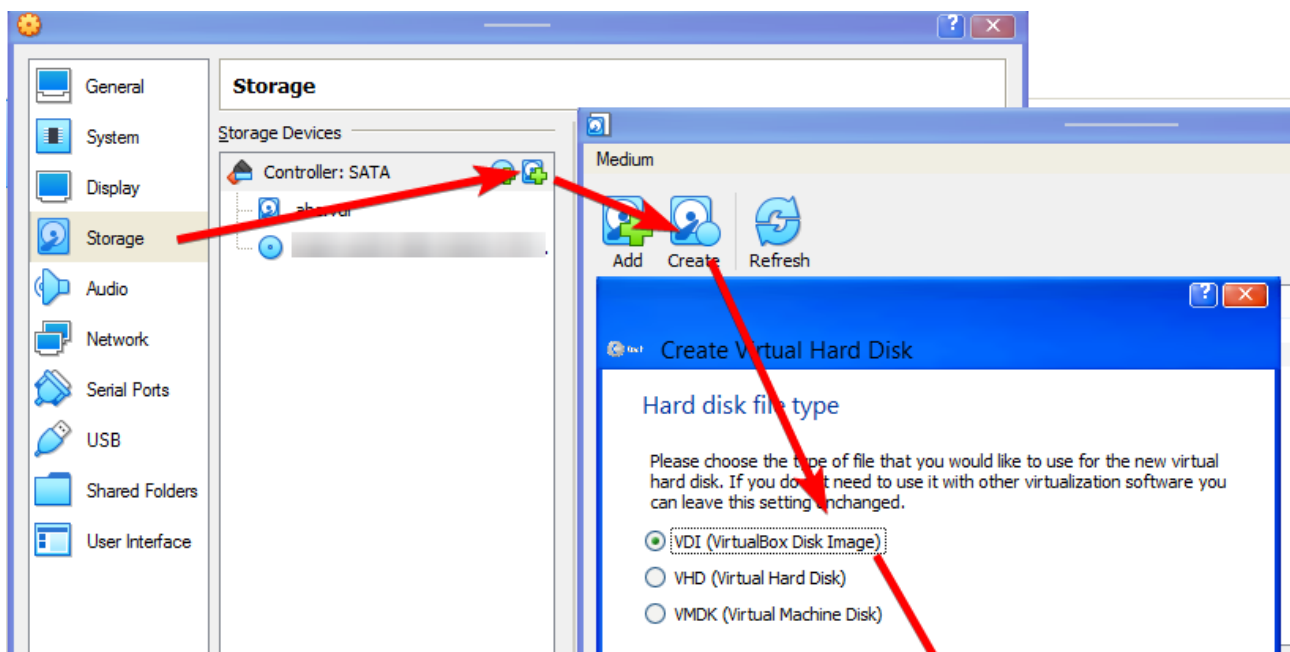 General
System
Display
Storage
Audio
Network
Serial Ports
USB
Shared Folders
User Interface
Storage
Storage Devices
Controller: SATA
Medium
Add
Create
Refresh
Create Virtual Hard Disk
Hard disk file type
Please choose the type of file that you would like to use for the new virtual
hard disk. If you do not need to use it with other virtualization software you
can leave this setting unchanged.
VDI (VirtualBox Disk Image)
VHD (Virtual Hard Disk)
VMDK (Virtual Machine Disk)